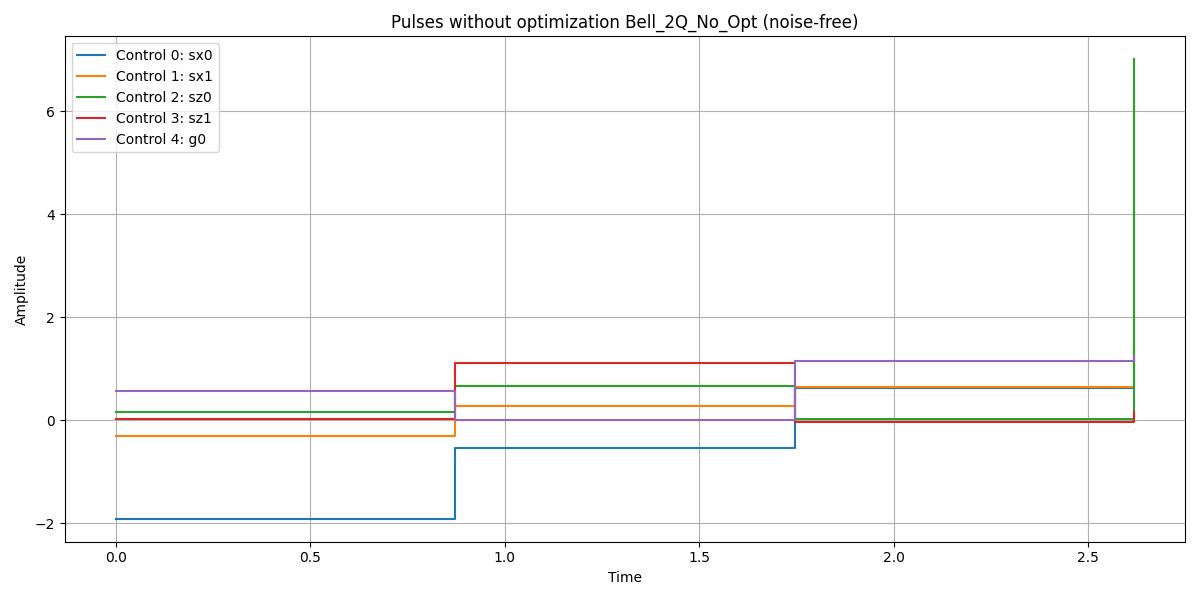 Pulses without optimization Bell_2Q_No_Opt (noise-free)
Control 0: sx0
Control 1: sx1
Control 2: sz0
Control 3: sz1
Control 4: g0
Amplitude
6
4
2
0
−2
0.0 0.5 1.0 1.5 2.0 2.5
Time